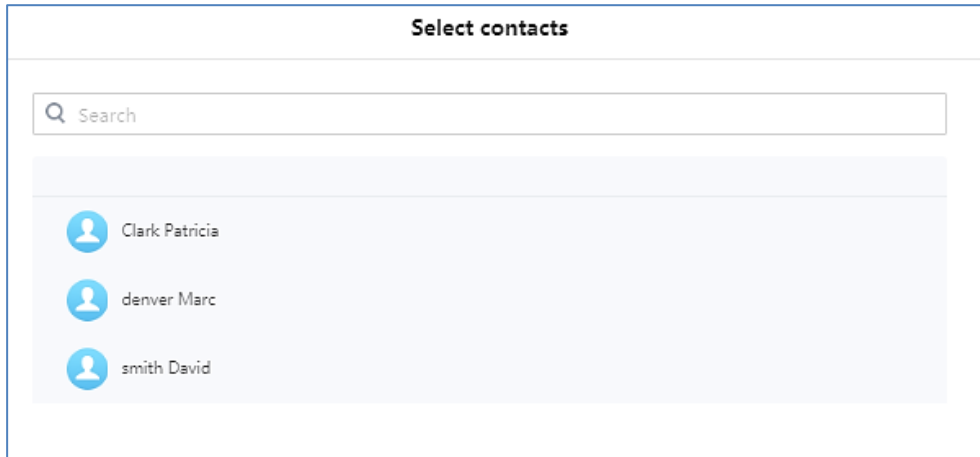 Select contacts
Search
Clark Patricia
denver Marc
smith David